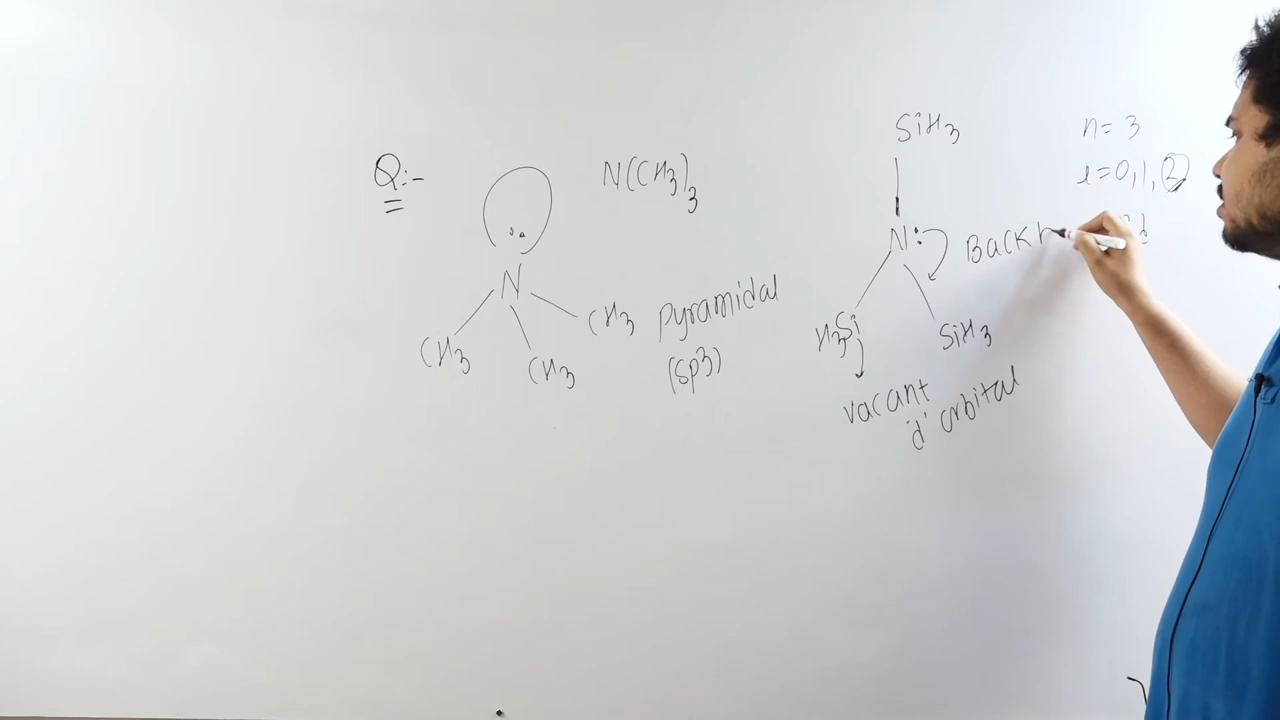 Q:-
N(CH3)3
N
CH3
CH3
CH3
Pyramidal
(sp3)
SiH3
N:
H3Si
SiH3
vacant
'd' orbital
Back
n= 3
l=0,1,2
d